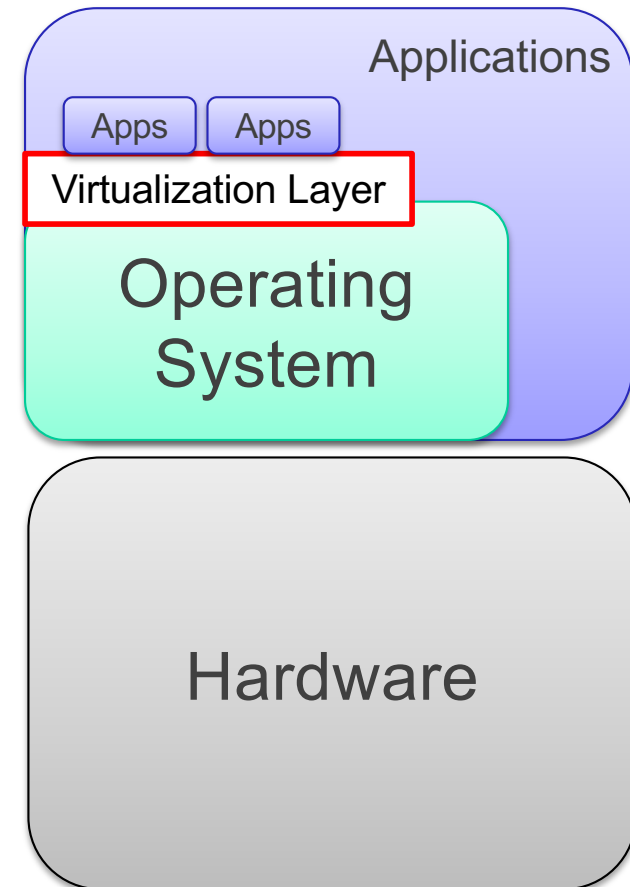 Applications
Apps Apps
Virtualization Layer
Operating
System
Hardware